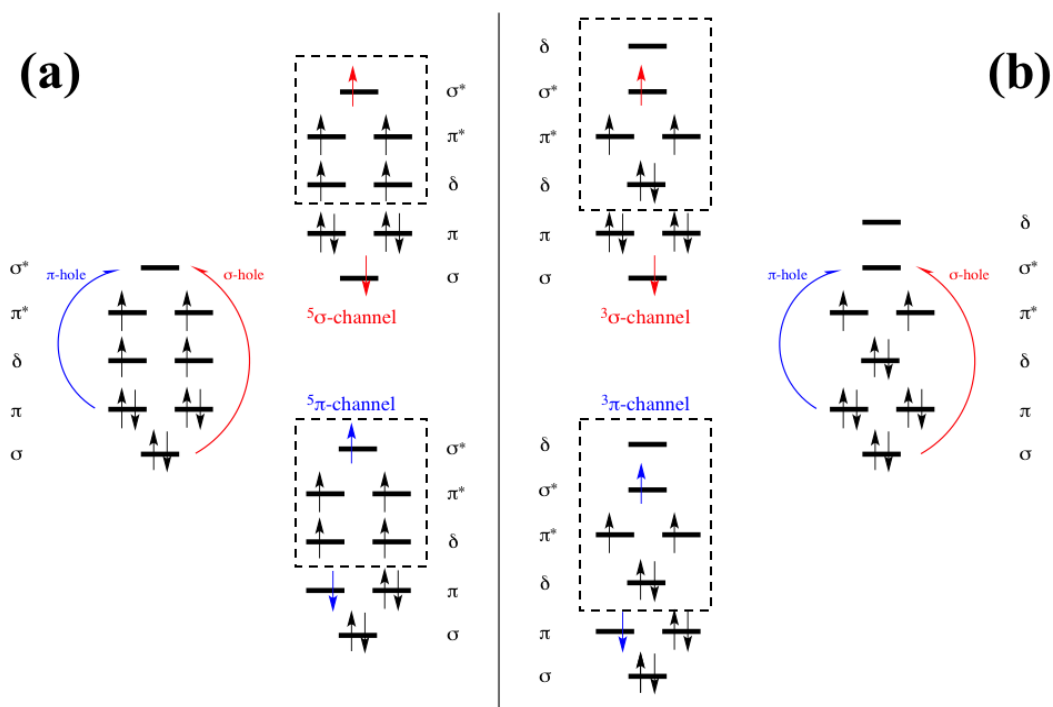 (a)
σ*
π*
δ
π
σ
⁵σ-channel
σ*
π*
δ
π
σ
π-hole
σ-hole
⁵π-channel
σ*
π*
δ
π
σ
(b)
δ
σ*
π*
δ
π
σ
³σ-channel
δ
σ*
π*
δ
π
σ
π-hole
σ-hole
³π-channel
δ
σ*
π*
δ
π
σ